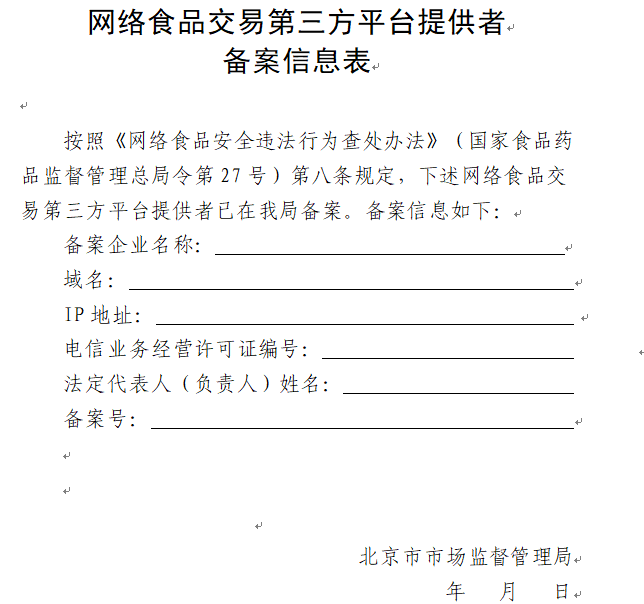 网络食品交易第三方平台提供者
备案信息表
按照《网络食品安全违法行为查处办法》（国家食品药
品监督管理总局令第 27 号）第八条规定，下述网络食品交
易第三方平台提供者已在我局备案。备案信息如下：
备案企业名称：
域名：
IP 地址：
电信业务经营许可证编号：
法定代表人（负责人）姓名：
备案号：
北京市市场监督管理局
年 月 日